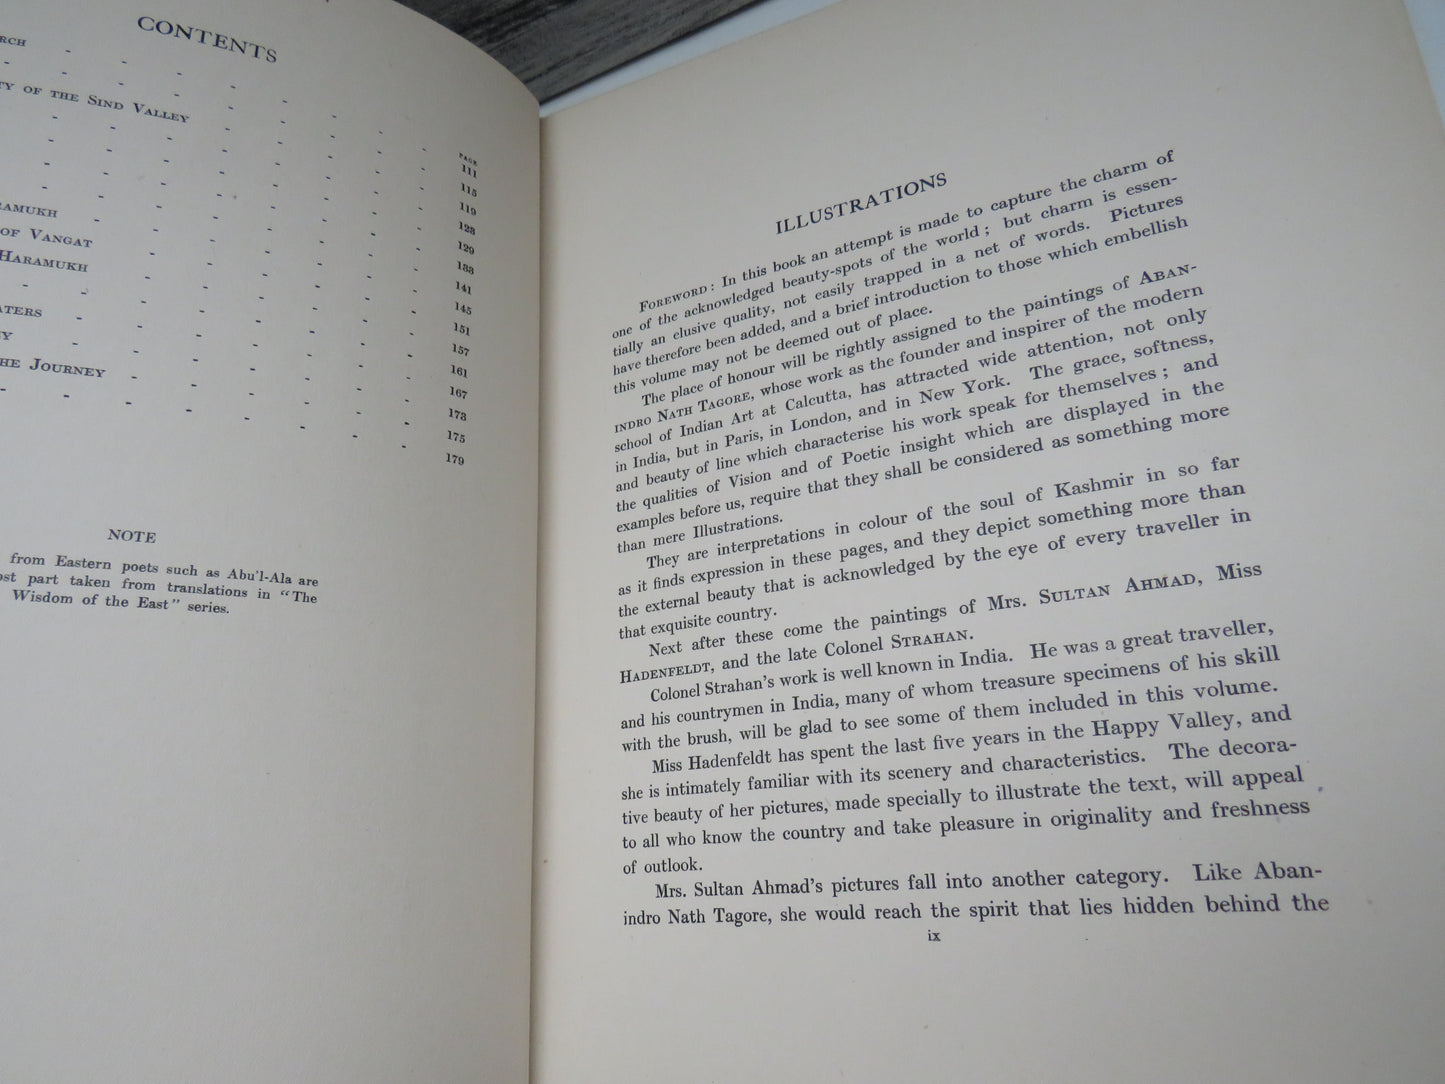 CONTENTS
PAGE
OF THE SIND VALLEY
111
115
119
128
129
OF VANGAT
HARAMUKH
141
145
151
157
THE JOURNEY
161
167
173
175
179
NOTE
from Eastern poets such as Abu'l-Ala are
part taken from translations in "The
Wisdom of the East" series.
ILLUSTRATIONS
FOREWORD: In this book an attempt is made to capture the charm of
one of the acknowledged beauty-spots of the world; but charm is essen-
tially an elusive quality, not easily trapped in a net of words. Pictures
have therefore been added, and a brief introduction to those which embellish
this volume may not be deemed out of place.
The place of honour will be rightly assigned to the paintings of ABAN-
INDRO NATH TAGORE, whose work as the founder and inspirer of the modern
school of Indian Art at Calcutta, has attracted wide attention, not only
in India, but in Paris, in London, and in New York. The grace, softness,
and beauty of line which characterise his work speak for themselves; and
the qualities of Vision and of Poetic insight which are displayed in the
examples before us, require that they shall be considered as something more
than mere Illustrations.
They are interpretations in colour of the soul of Kashmir in so far
as it finds expression in these pages, and they depict something more than
the external beauty that is acknowledged by the eye of every traveller in
that exquisite country.
Next after these come the paintings of Mrs. SULTAN AHMAD, Miss
HADENFELDT, and the late Colonel STRAHAN.
Colonel Strahan's work is well known in India. He was a great traveller,
and his countrymen in India, many of whom treasure specimens of his skill
with the brush, will be glad to see some of them included in this volume.
Miss Hadenfeldt has spent the last five years in the Happy Valley, and
she is intimately familiar with its scenery and characteristics. The decora-
tive beauty of her pictures, made specially to illustrate the text, will appeal
to all who know the country and take pleasure in originality and freshness
of outlook.
Mrs. Sultan Ahmad's pictures fall into another category. Like Aban-
indro Nath Tagore, she would reach the spirit that lies hidden behind the
ix